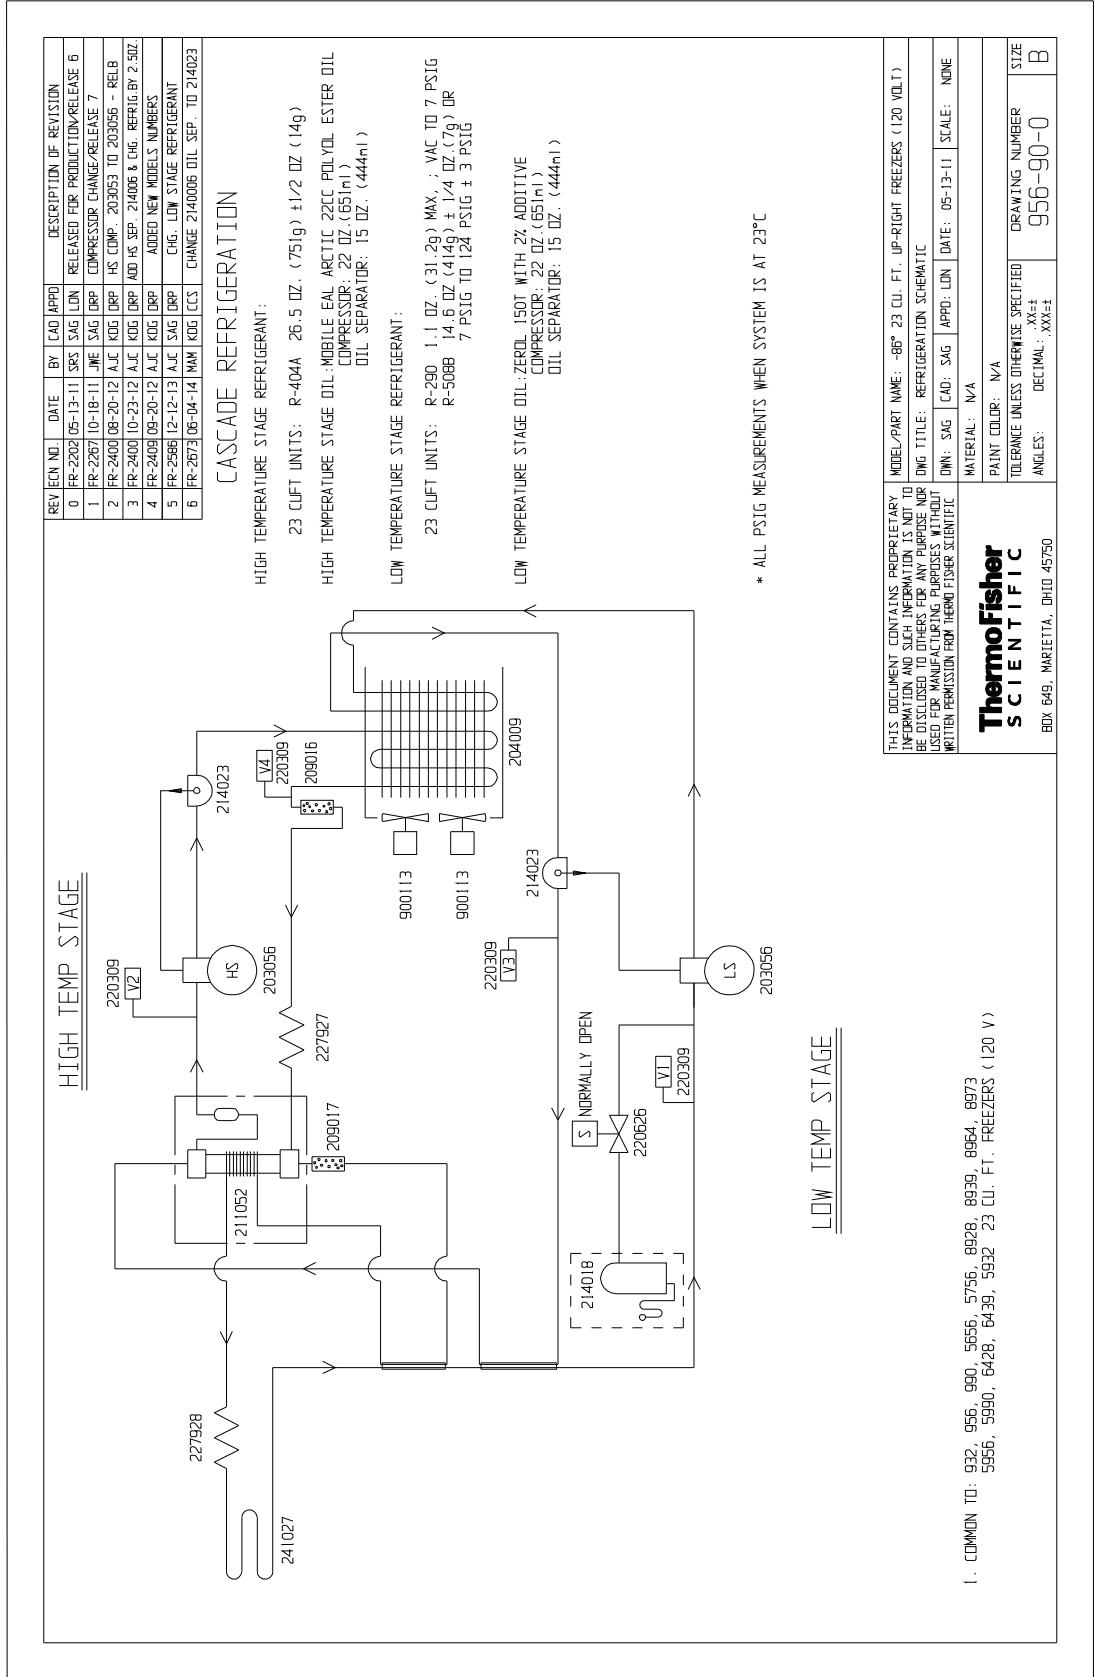 REV ECN NO. DATE BY CAD APPD DESCRIPTION OF REVISION
0 FR-2202 05-13-11 SRS SAG LON RELEASED FOR PRODUCTION/RELEASE 6
1 FR-2267 10-18-11 JWE SAG DRP COMPRESSOR CHANGE/RELEASE 7
2 FR-2400 08-20-12 AJC KDG DRP HS COMP. 203053 TO 203056 - REL8
3 FR-2400 10-23-12 AJC KDG DRP ADD HS SEP. 214006 & CHG. REFRIG.BY 2.5OZ.
4 FR-2409 09-20-12 AJC KDG DRP ADDED NEW MODELS NUMBERS
5 FR-2586 12-12-13 AJC SAG DRP CHG. LOW STAGE REFRIGERANT
6 FR-2673 06-04-14 MAM KDG CCS CHANGE 2140006 OIL SEP. TO 214023
CASCADE REFRIGERATION
HIGH TEMPERATURE STAGE REFRIGERANT:
23 CUFT UNITS: R-404A 26.5 OZ. (751g) ±1/2 OZ (14g)
HIGH TEMPERATURE STAGE OIL:MOBILE EAL ARCTIC 22CC POLYOL ESTER OIL
COMPRESSOR: 22 OZ.(651ml)
OIL SEPARATOR: 15 OZ. (444ml)
LOW TEMPERATURE STAGE REFRIGERANT:
23 CUFT UNITS: R-290 1.1 OZ. (31.2g) MAX, ; VAC TO 7 PSIG
R-508B 14.6 OZ (414g) ± 1/4 OZ.(7g) OR
7 PSIG TO 124 PSIG ± 3 PSIG
LOW TEMPERATURE STAGE OIL:ZEROL 150T WITH 2% ADDITIVE
COMPRESSOR: 22 OZ.(651ml)
OIL SEPARATOR: 15 OZ. (444ml)
* ALL PSIG MEASUREMENTS WHEN SYSTEM IS AT 23°C
HIGH TEMP STAGE
220309
V2
HS
203056
214023
V4
220309
209016
204009
900113
900113
227927
209017
211052
227928
241027
214023
220309
V3
LS
203056
S NORMALLY OPEN
220626
V1
220309
214018
LOW TEMP STAGE
1. COMMON TO: 932, 956, 990, 5656, 5756, 8928, 8939, 8964, 8973
5956, 5990, 6428, 6439, 5932 23 CU. FT. FREEZERS (120 V)
THIS DOCUMENT CONTAINS PROPRIETARY
INFORMATION AND SUCH INFORMATION IS NOT TO
BE DISCLOSED TO OTHERS FOR ANY PURPOSE NOR
USED FOR MANUFACTURING PURPOSES WITHOUT
WRITTEN PERMISSION FROM THERMO FISHER SCIENTIFIC
ThermoFisher
SCIENTIFIC
BOX 649, MARIETTA, OHIO 45750
MODEL/PART NAME: -86° 23 CU. FT. UP-RIGHT FREEZERS (120 VOLT)
DWG TITLE: REFRIGERATION SCHEMATIC
DWN: SAG CAD: SAG APPD: LON DATE: 05-13-11 SCALE: NONE
MATERIAL: N/A
PAINT COLOR: N/A
TOLERANCE UNLESS OTHERWISE SPECIFIED
ANGLES: DECIMAL: .XX=±
.XXX=±
DRAWING NUMBER
956-90-0
SIZE
B